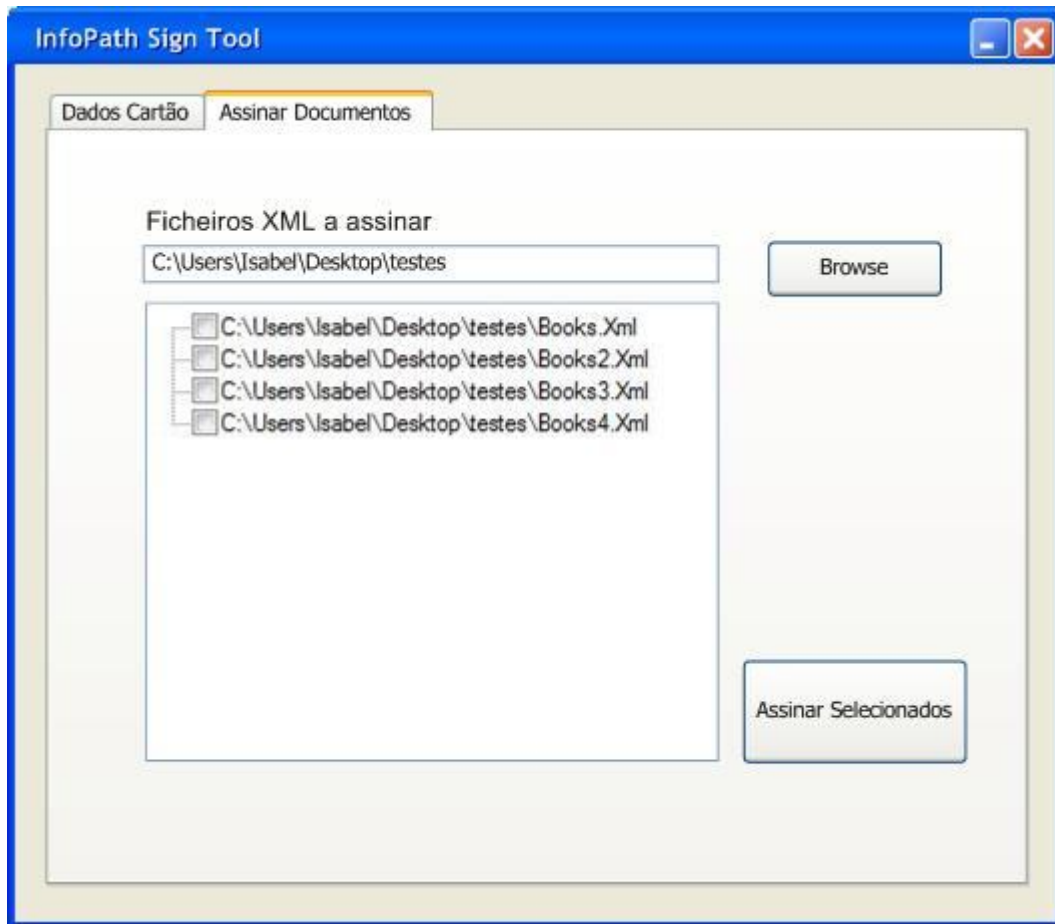 InfoPath Sign Tool
Dados Cartão
Assinar Documentos
Ficheiros XML a assinar
C:\Users\Isabel\Desktop\testes
Browse
C:\Users\Isabel\Desktop\testes\Books.Xml
C:\Users\Isabel\Desktop\testes\Books2.Xml
C:\Users\Isabel\Desktop\testes\Books3.Xml
C:\Users\Isabel\Desktop\testes\Books4.Xml
Assinar Selecionados